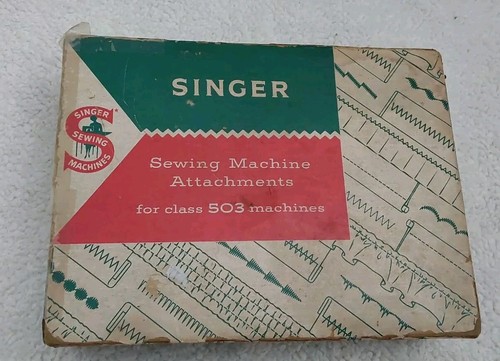 SINGER
SINGER
SEWING
MACHINES
Sewing Machine
Attachments
for class 503 machines